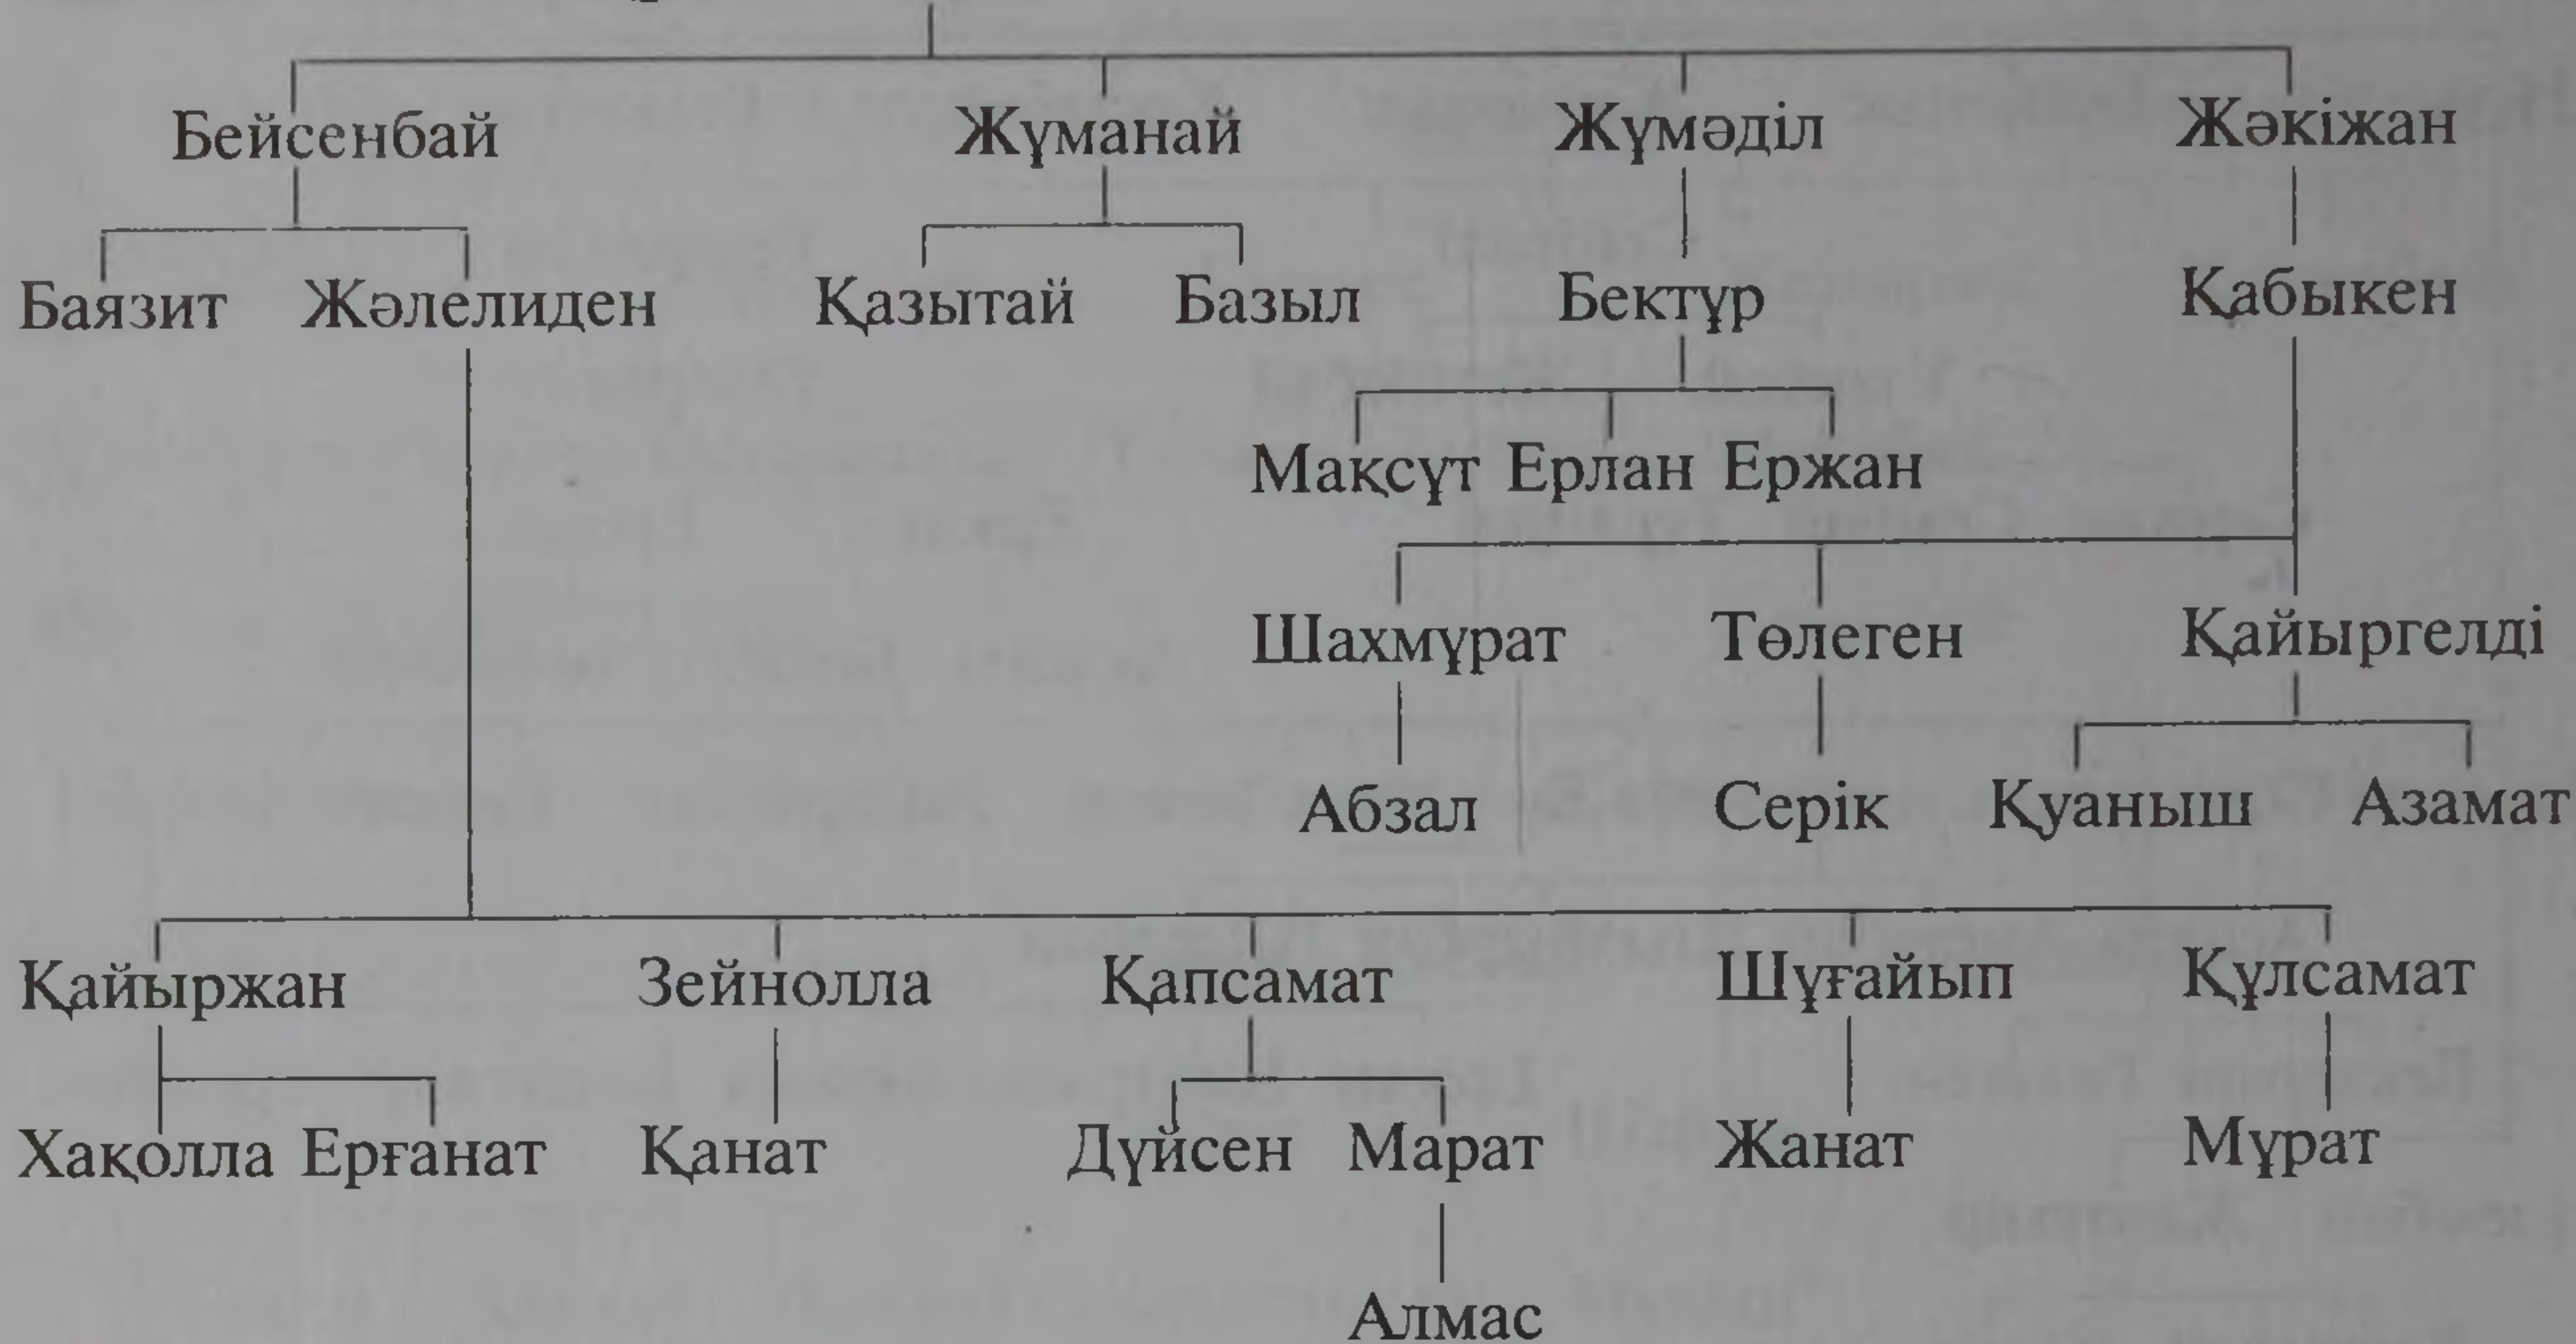 Бейсенбай Жұманай Жұмәділ Жәкіжан
Баязит Жәлелиден Қазытай Базыл Бектұр Қабыкен
Мақсұт Ерлан Ержан
Шахмұрат Төлеген Қайыргелді
Абзал Серік Қуаныш Азамат
Қайыржан Зейнолла Қапсамат Шұғайып Құлсамат
Хақолла Ерғанат Қанат Дүйсен Марат Жанат Мұрат
Алмас